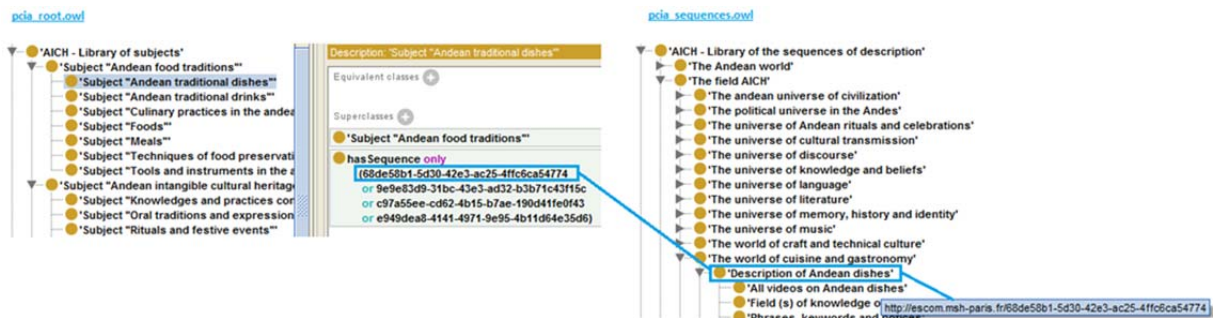 pcia_root.owl
'AICH - Library of subjects'
'Subject "Andean food traditions"'
'Subject "Andean traditional dishes"'
'Subject "Andean traditional drinks"'
'Subject "Culinary practices in the andea
'Subject "Foods"'
'Subject "Meals"'
'Subject "Techniques of food preservati
'Subject "Tools and instruments in the a
'Subject "Andean intangible cultural heritage
'Subject "Knowledges and practices con
'Subject "Oral traditions and expression
'Subject "Rituals and festive events"'
Description: 'Subject "Andean traditional dishes"'
Equivalent classes
Superclasses
'Subject "Andean food traditions"'
hasSequence only
(68de58b1-5d30-42e3-ac25-4ffc6ca54774
or 9e9e83d9-31bc-43e3-ad32-b3b71c43f15c
or c97a55ee-cd62-4b15-b7ae-190d41fe0f43
or e949dea8-4141-4971-9e95-4b11d64e35d6)
pcia_sequences.owl
'AICH - Library of the sequences of description'
'The Andean world'
'The field AICH'
'The andean universe of civilization'
'The political universe in the Andes'
'The universe of Andean rituals and celebrations'
'The universe of cultural transmission'
'The universe of discourse'
'The universe of knowledge and beliefs'
'The universe of language'
'The universe of literature'
'The universe of memory, history and identity'
'The universe of music'
'The world of craft and technical culture'
'The world of cuisine and gastronomy'
'Description of Andean dishes'
'All videos on Andean dishes'
'Field (s) of knowledge o
http://escom.msh-paris.fr/68de58b1-5d30-42e3-ac25-4ffc6ca54774
'Phrases, keywords and notices'